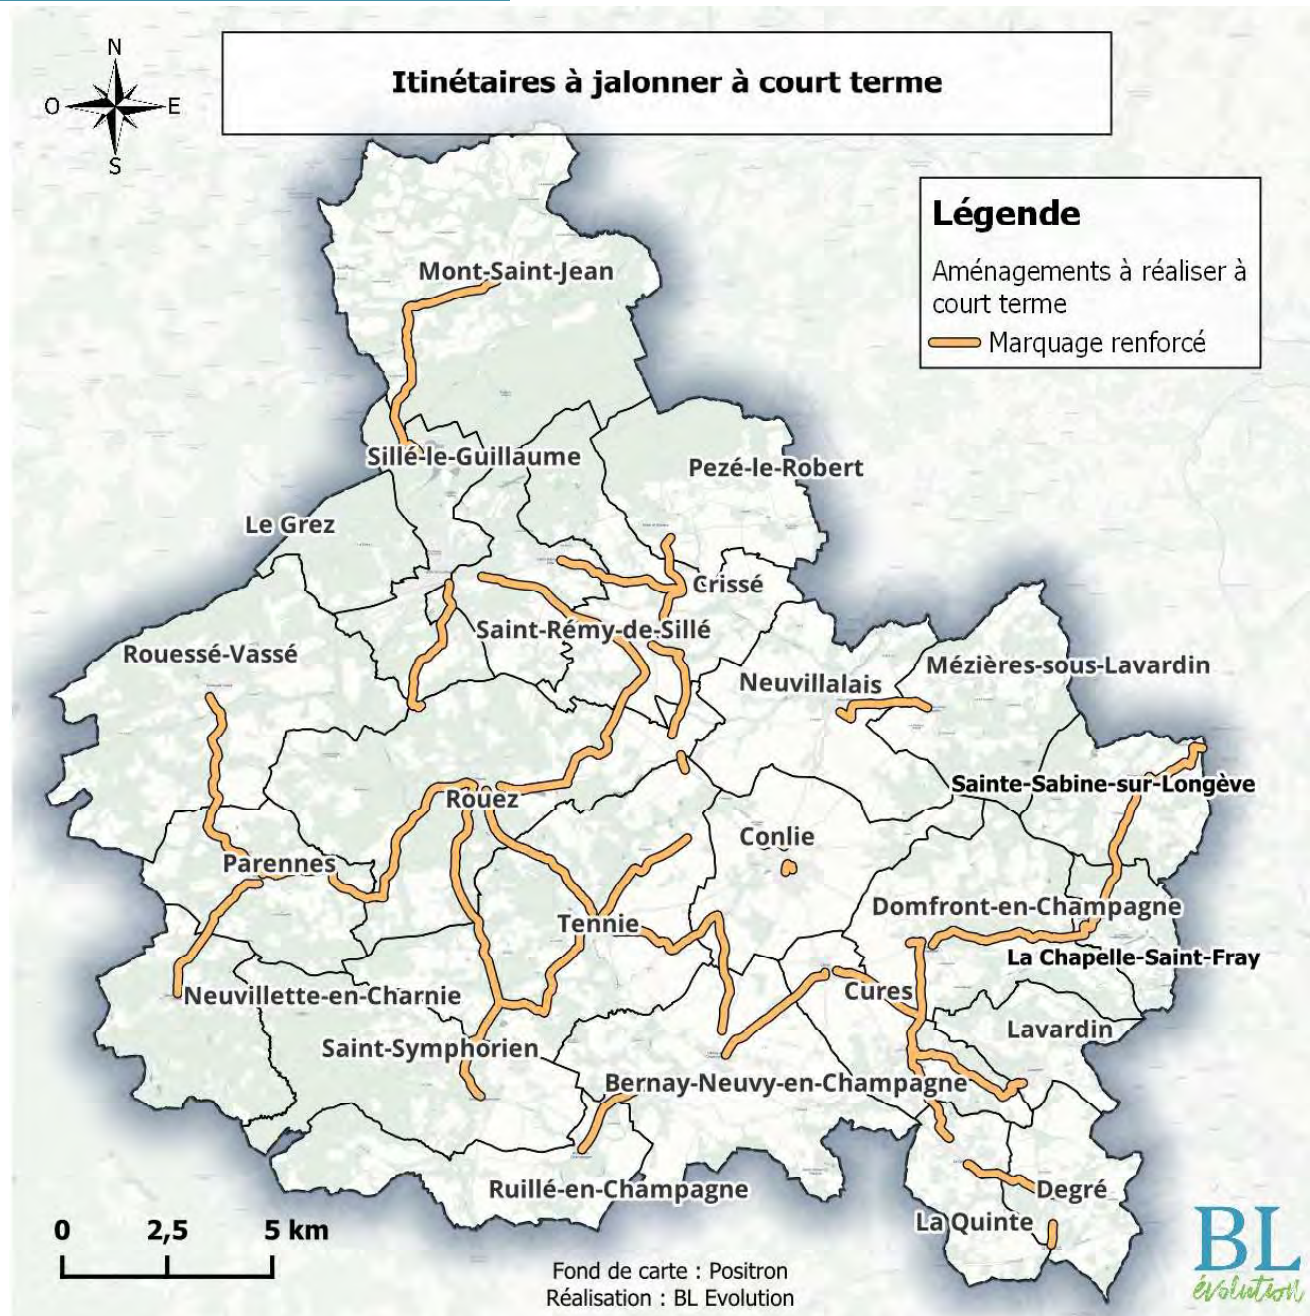 Itinétaires à jalonner à court terme
N
O
E
S
Légende
Aménagements à réaliser à
court terme
Marquage renforcé
Mont-Saint-Jean
Sillé-le-Guillaume
Pezé-le-Robert
Le Grez
Crissé
Saint-Rémy-de-Sillé
Rouessé-Vassé
Mézières-sous-Lavardin
Neuvillalais
Sainte-Sabine-sur-Longève
Rouez
Conlie
Parennes
Domfront-en-Champagne
Tennie
La Chapelle-Saint-Fray
Neuvillette-en-Charnie
Cures
Lavardin
Saint-Symphorien
Bernay-Neuvy-en-Champagne
Ruillé-en-Champagne
Degré
La Quinte
0 2,5 5 km
Fond de carte : Positron
Réalisation : BL Evolution
BL
évolution